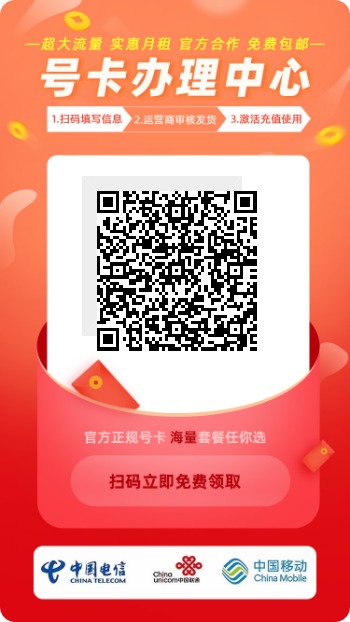 超大流量 实惠月租 官方合作 免费包邮
号卡办理中心
1.扫码填写信息 2.运营商审核发货 3.激活充值使用
官方正规号卡 海量套餐任你选
扫码立即免费领取
中国电信 CHINA TELECOM
China unicom中国联通
中国移动 China Mobile